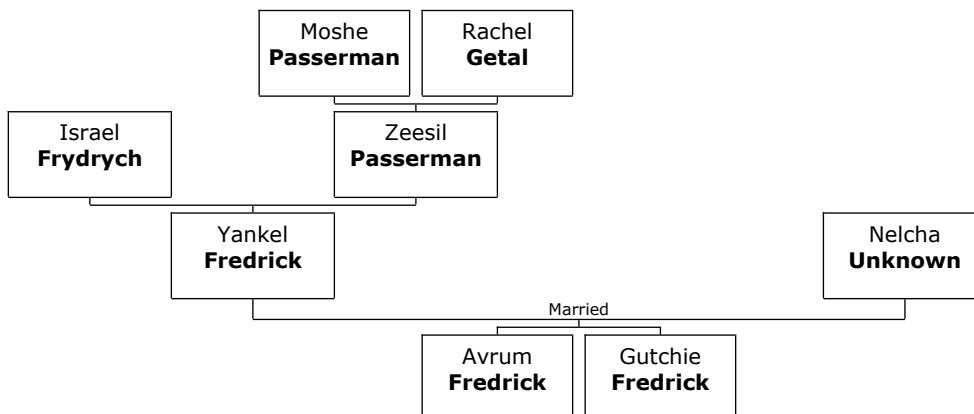 Moshe
Passerman
Rachel
Getal
Israel
Frydrych
Zeesil
Passerman
Yankel
Fredrick
Nelcha
Unknown
Married
Avrum
Fredrick
Gutchie
Fredrick